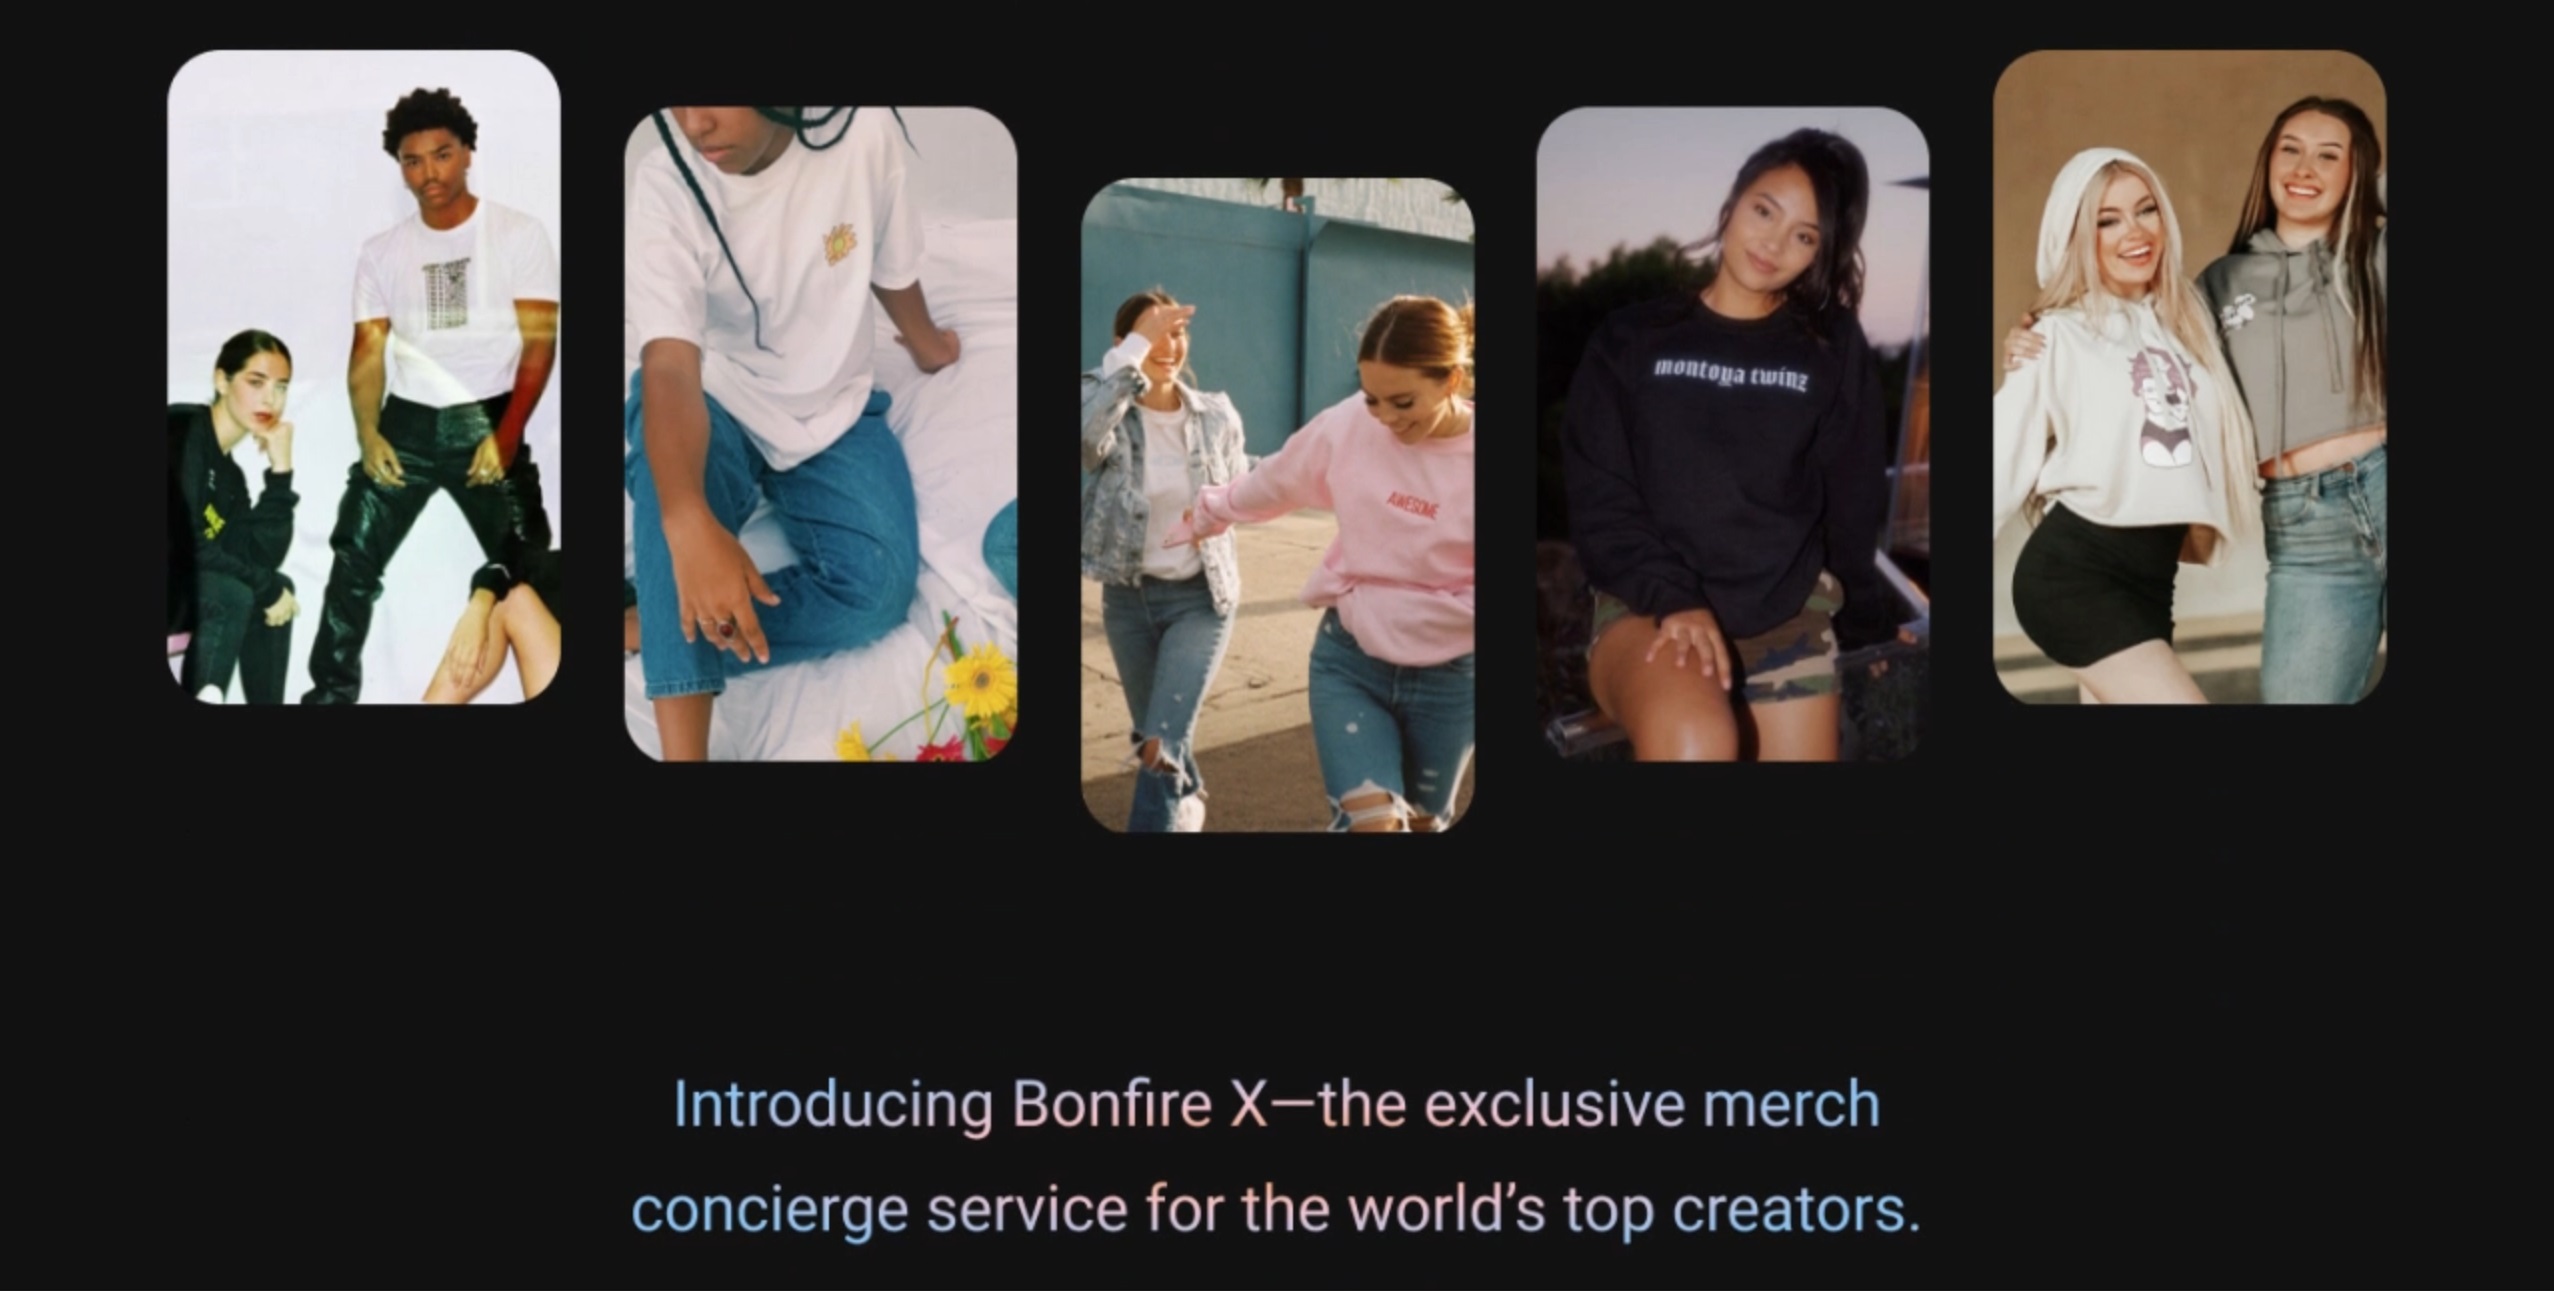 AWESOME
montoya twinz
Introducing Bonfire X—the exclusive merch
concierge service for the world’s top creators.